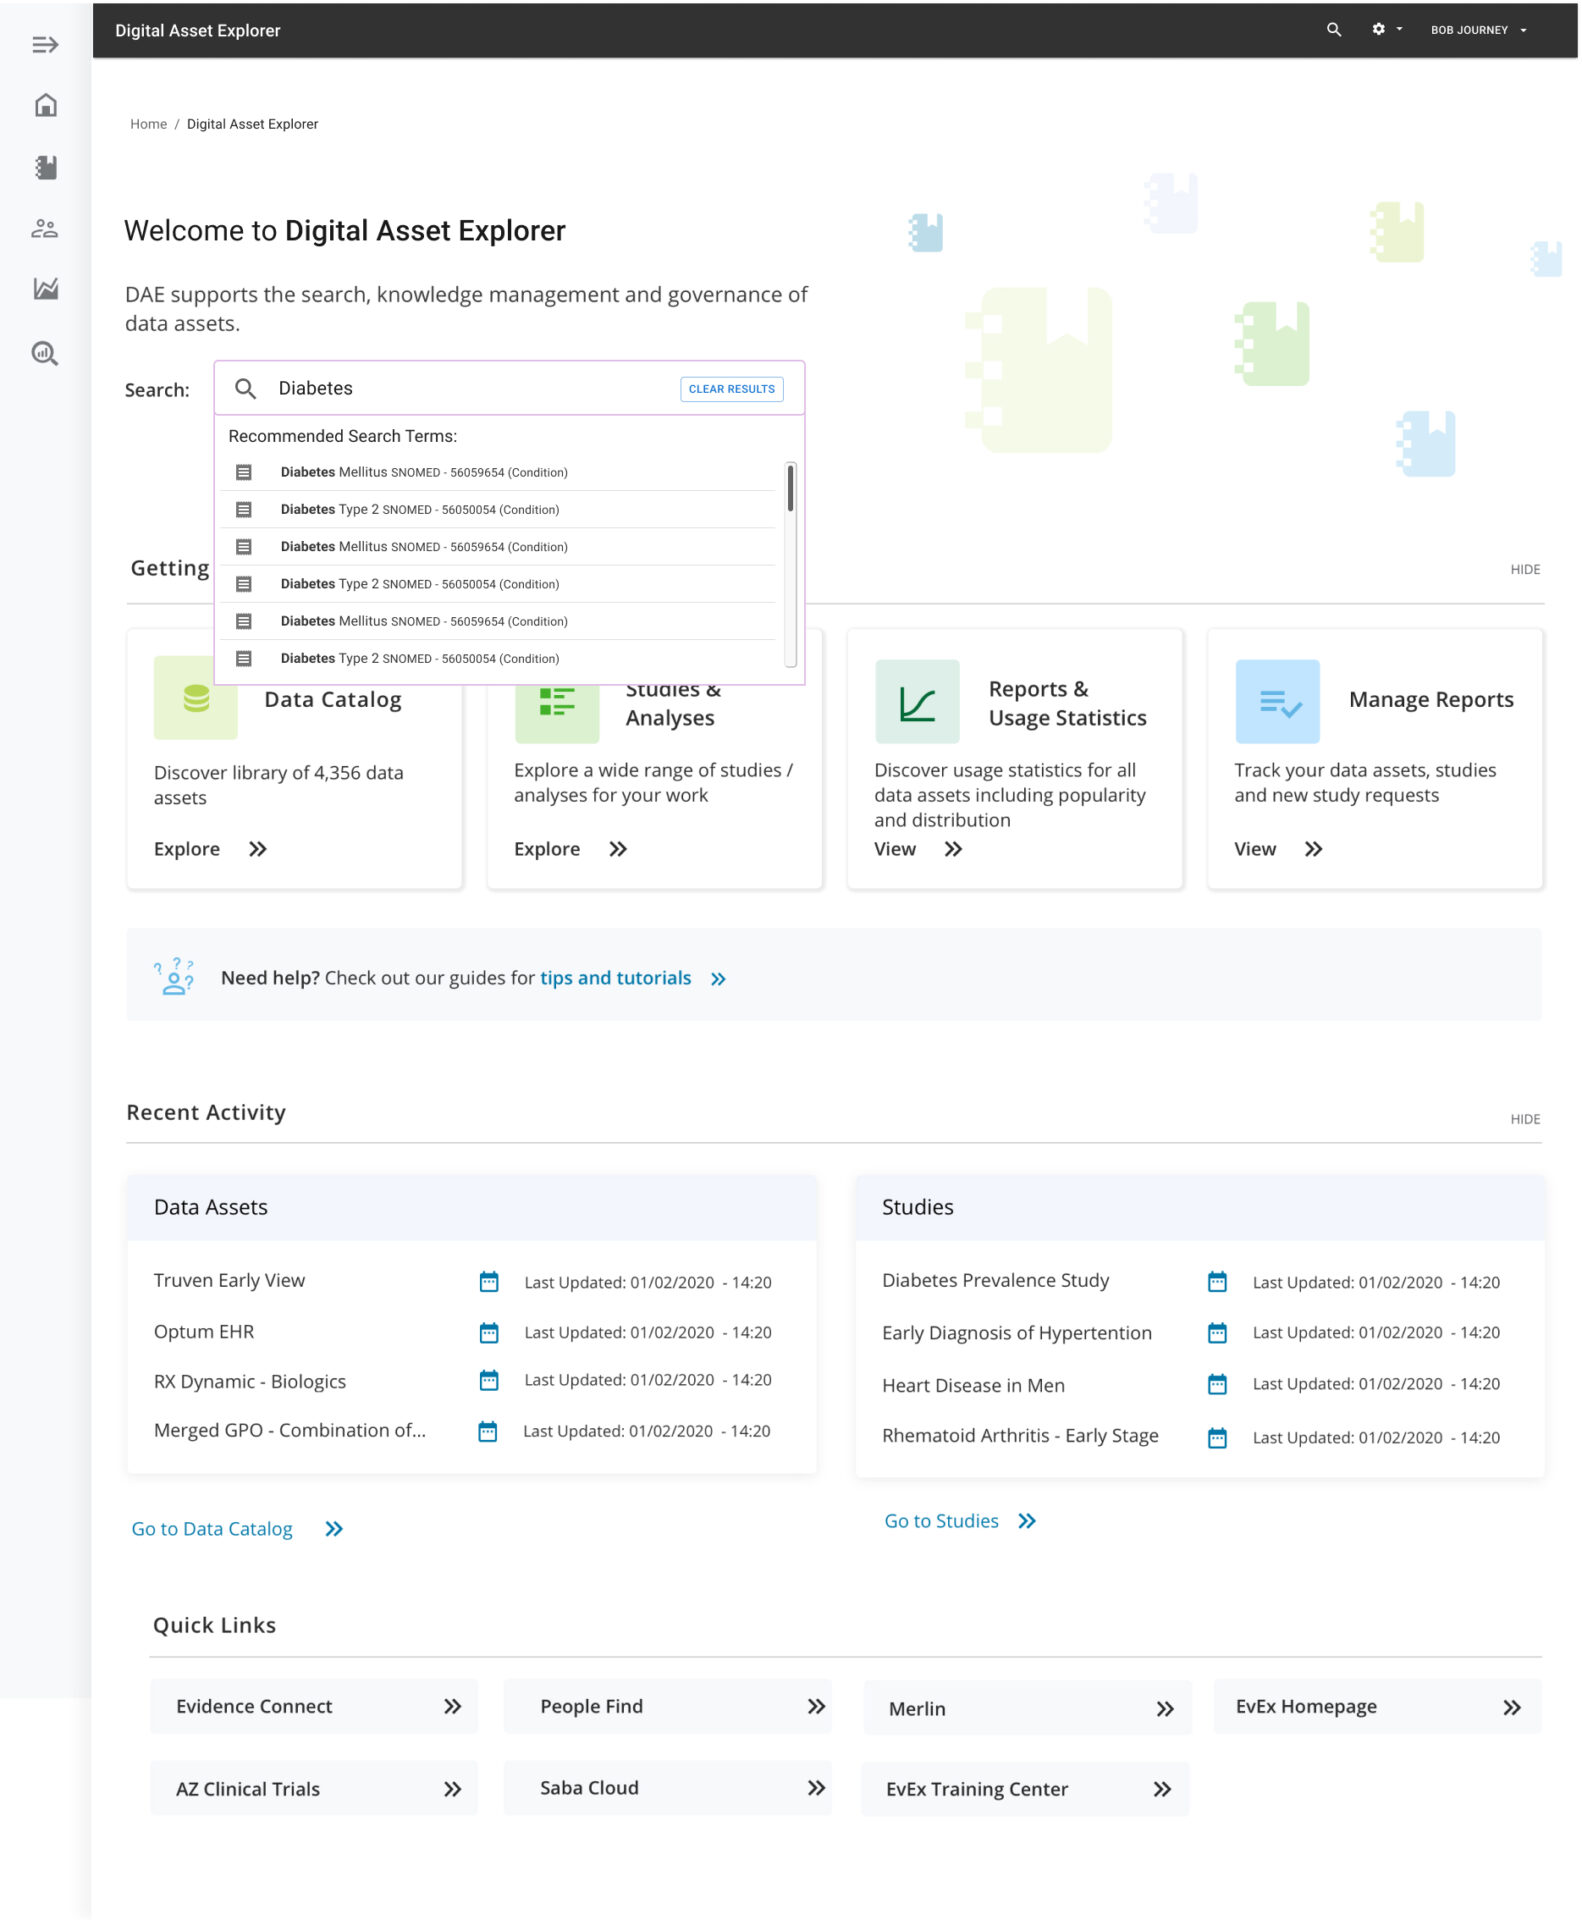 Digital Asset Explorer
BOB JOURNEY
Home / Digital Asset Explorer
Welcome to Digital Asset Explorer
DAE supports the search, knowledge management and governance of
data assets.
Search:
Diabetes
CLEAR RESULTS
Recommended Search Terms:
Diabetes Mellitus SNOMED - 56059654 (Condition)
Diabetes Type 2 SNOMED - 56050054 (Condition)
Diabetes Mellitus SNOMED - 56059654 (Condition)
Diabetes Type 2 SNOMED - 56050054 (Condition)
Diabetes Mellitus SNOMED - 56059654 (Condition)
Diabetes Type 2 SNOMED - 56050054 (Condition)
Getting
HIDE
Data Catalog
Discover library of 4,356 data
assets
Explore
Studies &
Analyses
Explore a wide range of studies /
analyses for your work
Explore
Reports &
Usage Statistics
Discover usage statistics for all
data assets including popularity
and distribution
View
Manage Reports
Track your data assets, studies
and new study requests
View
Need help? Check out our guides for tips and tutorials
Recent Activity
HIDE
Data Assets
Truven Early View Last Updated: 01/02/2020 - 14:20
Optum EHR Last Updated: 01/02/2020 - 14:20
RX Dynamic - Biologics Last Updated: 01/02/2020 - 14:20
Merged GPO - Combination of... Last Updated: 01/02/2020 - 14:20
Go to Data Catalog
Studies
Diabetes Prevalence Study Last Updated: 01/02/2020 - 14:20
Early Diagnosis of Hypertention Last Updated: 01/02/2020 - 14:20
Heart Disease in Men Last Updated: 01/02/2020 - 14:20
Rhematoid Arthritis - Early Stage Last Updated: 01/02/2020 - 14:20
Go to Studies
Quick Links
Evidence Connect
People Find
Merlin
EvEx Homepage
AZ Clinical Trials
Saba Cloud
EvEx Training Center